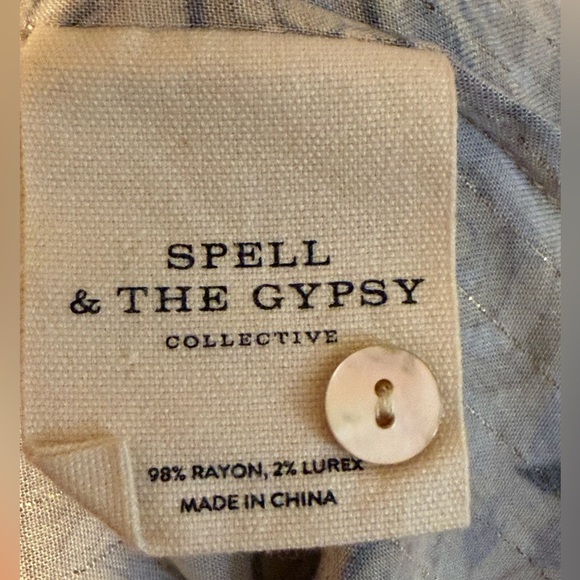 SPELL
& THE GYPSY
COLLECTIVE
98% RAYON, 2% LUREX
MADE IN CHINA